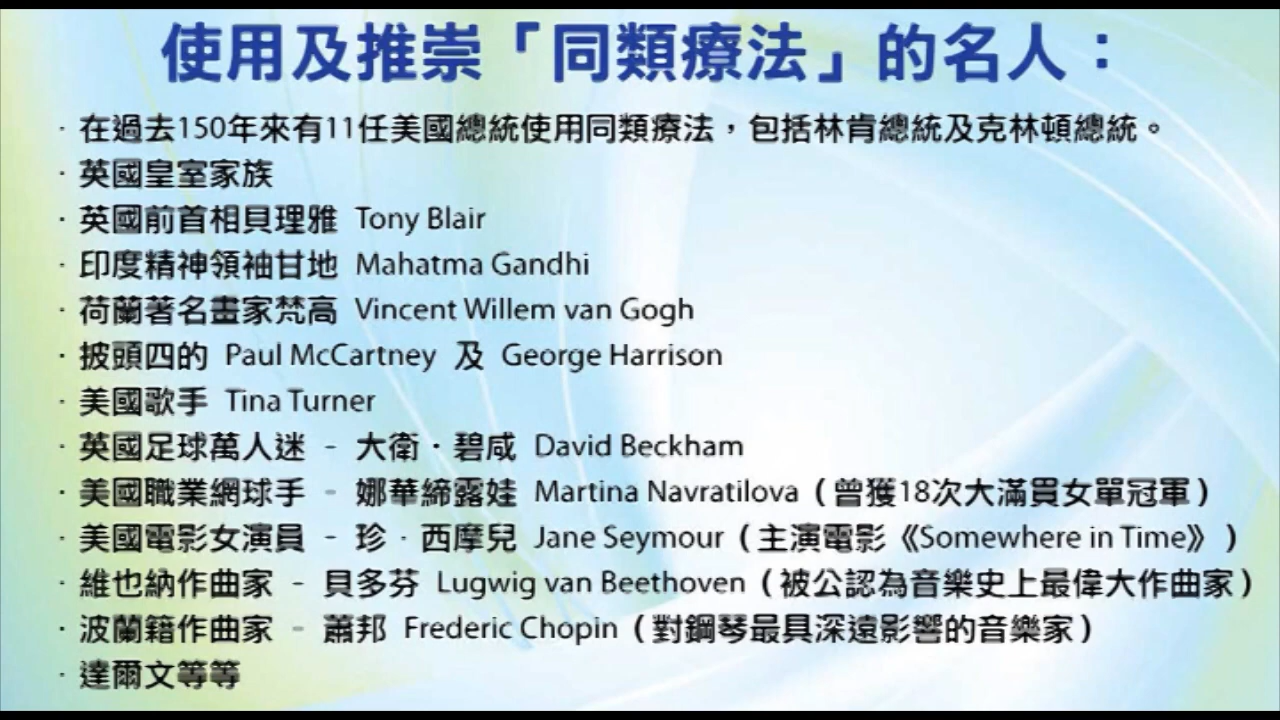 使用及推崇「同類療法」的名人：
· 在過去150年來有11任美國總統使用同類療法，包括林肯總統及克林頓總統。
· 英國皇室家族
· 英國前首相貝理雅 Tony Blair
· 印度精神領袖甘地 Mahatma Gandhi
· 荷蘭著名畫家梵高 Vincent Willem van Gogh
· 披頭四的 Paul McCartney 及 George Harrison
· 美國歌手 Tina Turner
· 英國足球萬人迷 - 大衛·碧咸 David Beckham
· 美國職業網球手 - 娜華締露娃 Martina Navratilova（曾獲18次大滿貫女單冠軍）
· 美國電影女演員 - 珍·西摩兒 Jane Seymour（主演電影《Somewhere in Time》）
· 維也納作曲家 - 貝多芬 Lugwig van Beethoven（被公認為音樂史上最偉大作曲家）
· 波蘭籍作曲家 - 蕭邦 Frederic Chopin（對鋼琴最具深遠影響的音樂家）
· 達爾文等等